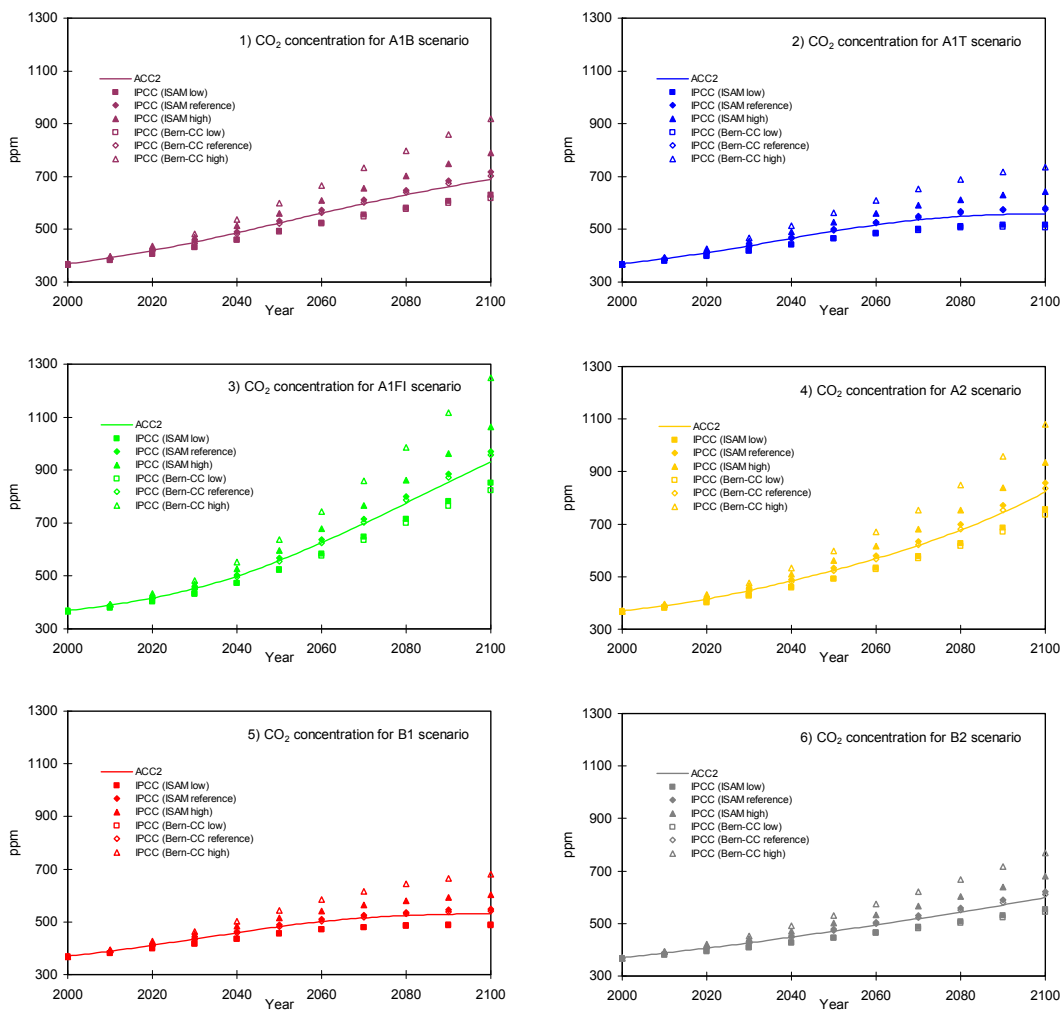 1) CO₂ concentration for A1B scenario
ACC2
IPCC (ISAM low)
IPCC (ISAM reference)
IPCC (ISAM high)
IPCC (Bern-CC low)
IPCC (Bern-CC reference)
IPCC (Bern-CC high)
ppm
1300
1100
900
700
500
300
2000 2020 2040 2060 2080 2100
Year
2) CO₂ concentration for A1T scenario
ACC2
IPCC (ISAM low)
IPCC (ISAM reference)
IPCC (ISAM high)
IPCC (Bern-CC low)
IPCC (Bern-CC reference)
IPCC (Bern-CC high)
ppm
1300
1100
900
700
500
300
2000 2020 2040 2060 2080 2100
Year
3) CO₂ concentration for A1FI scenario
ACC2
IPCC (ISAM low)
IPCC (ISAM reference)
IPCC (ISAM high)
IPCC (Bern-CC low)
IPCC (Bern-CC reference)
IPCC (Bern-CC high)
ppm
1300
1100
900
700
500
300
2000 2020 2040 2060 2080 2100
Year
4) CO₂ concentration for A2 scenario
ACC2
IPCC (ISAM low)
IPCC (ISAM reference)
IPCC (ISAM high)
IPCC (Bern-CC low)
IPCC (Bern-CC reference)
IPCC (Bern-CC high)
ppm
1300
1100
900
700
500
300
2000 2020 2040 2060 2080 2100
Year
5) CO₂ concentration for B1 scenario
ACC2
IPCC (ISAM low)
IPCC (ISAM reference)
IPCC (ISAM high)
IPCC (Bern-CC low)
IPCC (Bern-CC reference)
IPCC (Bern-CC high)
ppm
1300
1100
900
700
500
300
2000 2020 2040 2060 2080 2100
Year
6) CO₂ concentration for B2 scenario
ACC2
IPCC (ISAM low)
IPCC (ISAM reference)
IPCC (ISAM high)
IPCC (Bern-CC low)
IPCC (Bern-CC reference)
IPCC (Bern-CC high)
ppm
1300
1100
900
700
500
300
2000 2020 2040 2060 2080 2100
Year